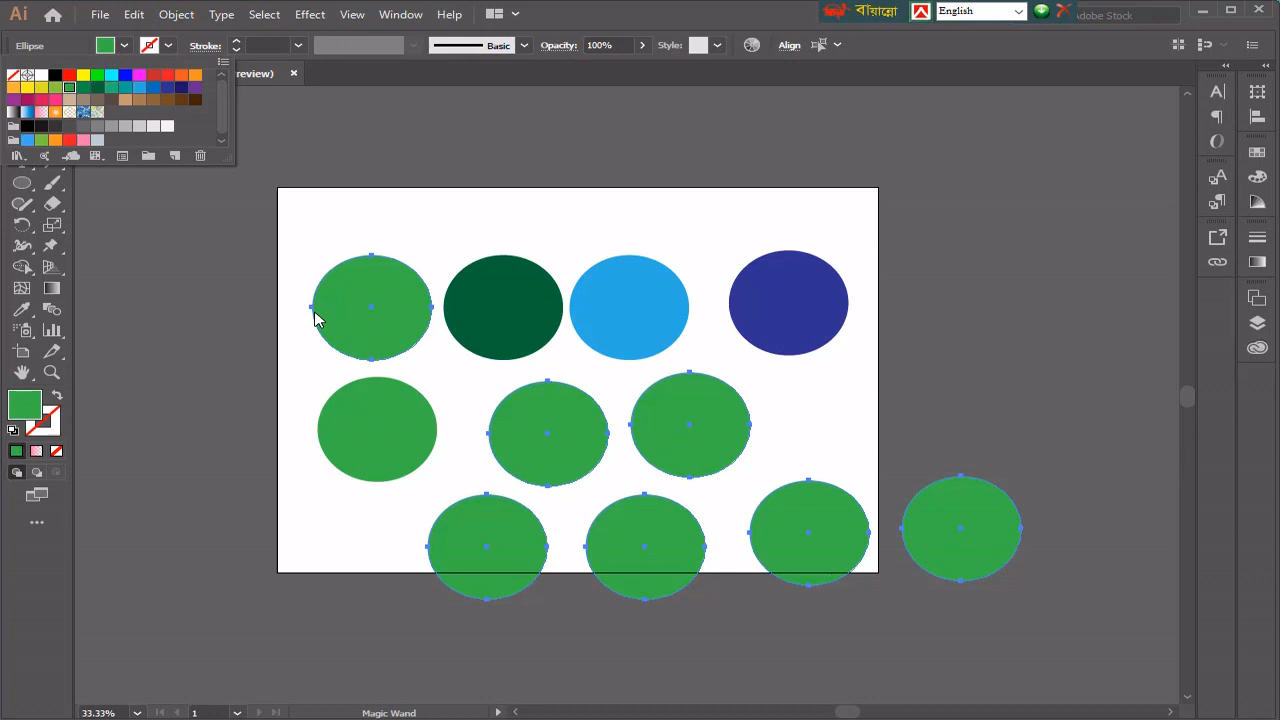 Ai File Edit Object Type Select Effect View Window Help বায়ান্নো English Adobe Stock
Ellipse Stroke: Basic Opacity: 100% Style: Align
review)
33.33% 1 Magic Wand